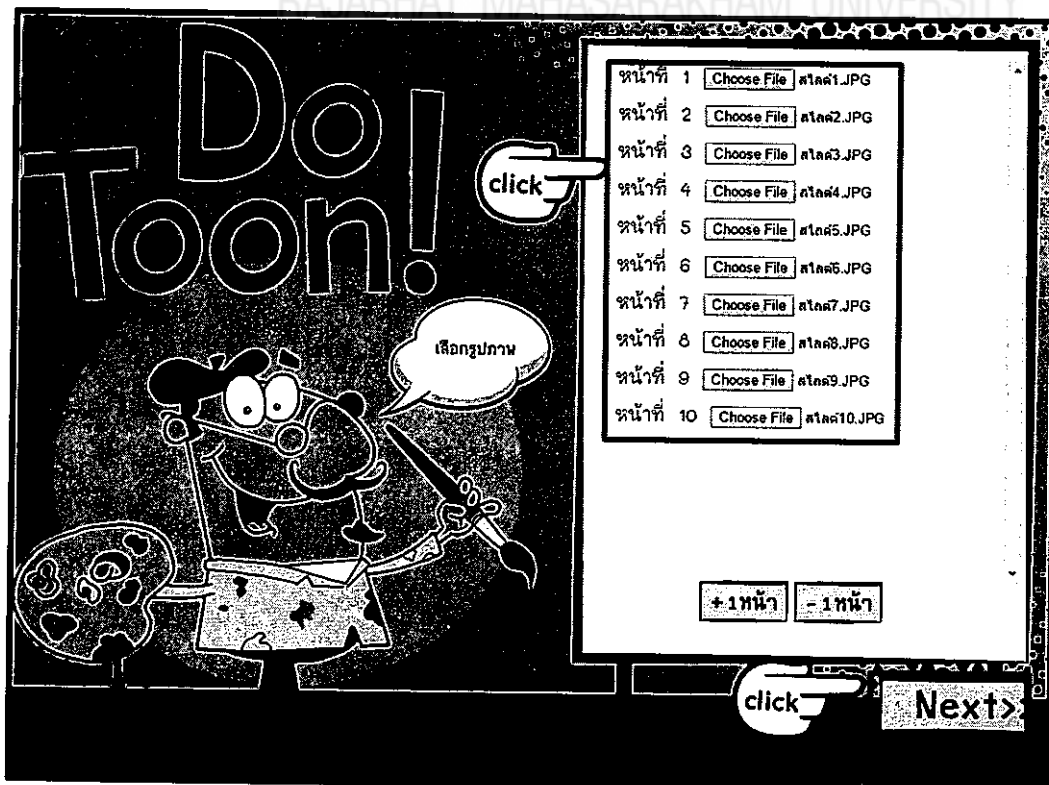 RAJABHAT MAHASARAKHAM UNIVERSITY
Do
Toon!
หน้าที่ 1 Choose File สไลด์1.JPG
หน้าที่ 2 Choose File สไลด์2.JPG
หน้าที่ 3 Choose File สไลด์3.JPG
click
หน้าที่ 4 Choose File สไลด์4.JPG
หน้าที่ 5 Choose File สไลด์5.JPG
หน้าที่ 6 Choose File สไลด์6.JPG
หน้าที่ 7 Choose File สไลด์7.JPG
เลือกรูปภาพ
หน้าที่ 8 Choose File สไลด์8.JPG
หน้าที่ 9 Choose File สไลด์9.JPG
หน้าที่ 10 Choose File สไลด์10.JPG
+ 1หน้า - 1หน้า
click
Next>